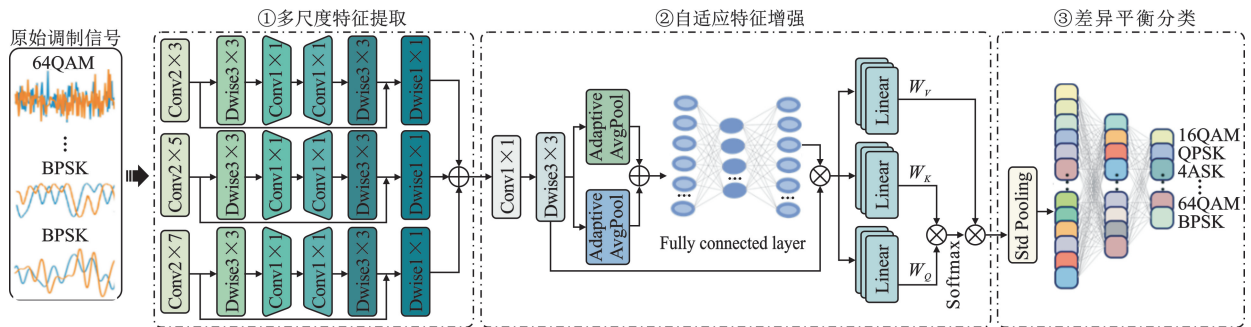 ①多尺度特征提取
②自适应特征增强
③差异平衡分类
原始调制信号
64QAM
...
BPSK
BPSK
Conv2×3
Dwise3×3
Conv1×1
Conv1×1
Dwise3×3
Dwise1×1
Conv2×5
Dwise3×3
Conv1×1
Conv1×1
Dwise3×3
Dwise1×1
Conv2×7
Dwise3×3
Conv1×1
Conv1×1
Dwise3×3
Dwise1×1
Conv1×1
Dwise3×3
Adaptive
AvgPool
Adaptive
AvgPool
...
...
...
Fully connected layer
Linear
W_V
Linear
W_K
Linear
W_Q
Softmax
Std Pooling
16QAM
QPSK
4ASK
...
64QAM
BPSK